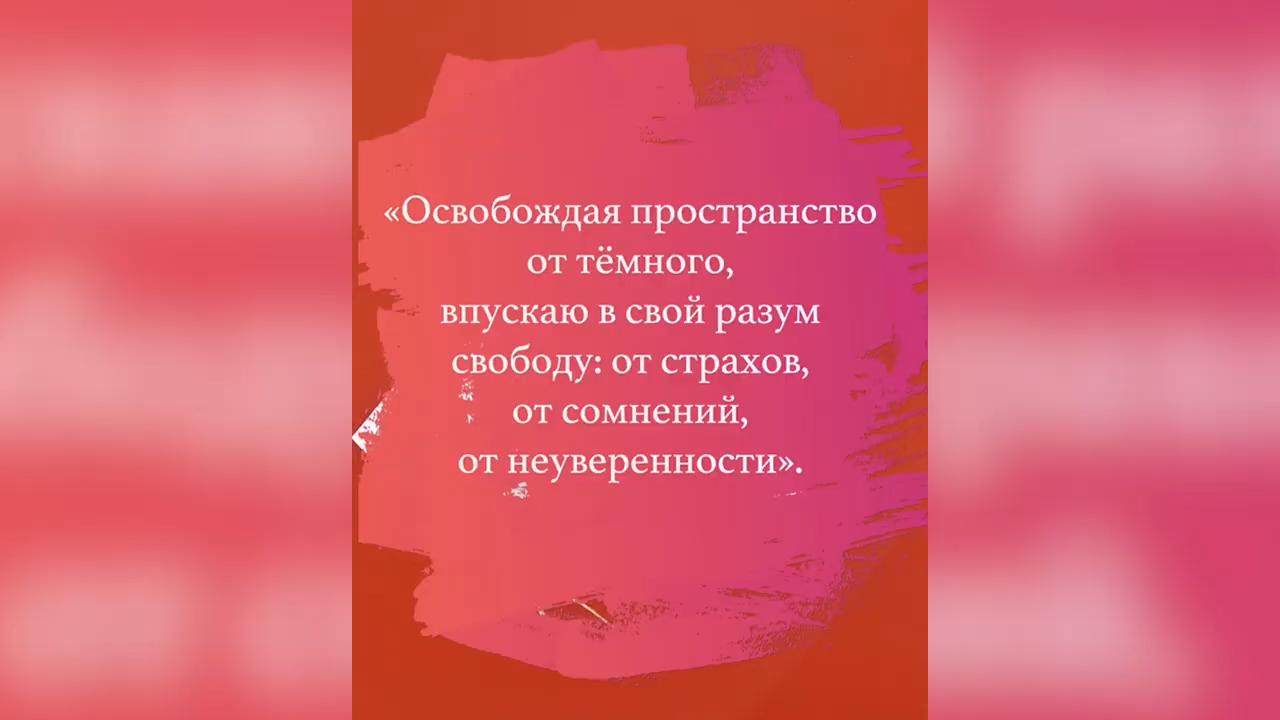 «Освобождая пространство
от тёмного,
впускаю в свой разум
свободу: от страхов,
от сомнений,
от неуверенности».